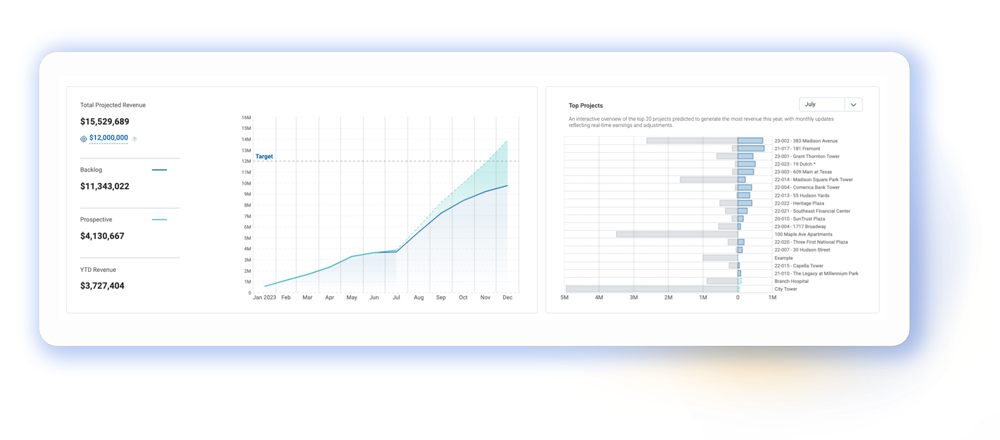 Total Projected Revenue
$15,529,689
$12,000,000 ?
Backlog
$11,343,022
Prospective
$4,130,667
YTD Revenue
$3,727,404
16M
15M
14M
13M
Target
12M
11M
10M
9M
8M
7M
6M
5M
4M
3M
2M
1M
0
Jan 2023 Feb Mar Apr May Jun Jul Aug Sep Oct Nov Dec
Top Projects
July
An interactive overview of the top 20 projects predicted to generate the most revenue this year, with monthly updates
reflecting real-time earnings and adjustments.
23-002 - 383 Madison Avenue
21-017 - 181 Fremont
23-001 - Grant Thornton Tower
22-023 - 19 Dutch *
23-003 - 609 Main at Texas
22-014 - Madison Square Park Tower
22-004 - Comerica Bank Tower
22-013 - 55 Hudson Yards
22-022 - Heritage Plaza
22-021 - Southeast Financial Center
20-010 - SunTrust Plaza
23-004 - 1717 Broadway
100 Maple Ave Apartments
22-020 - Three First National Plaza
22-007 - 30 Hudson Street
Example
22-015 - Capella Tower
21-010 - The Legacy at Millennium Park
Branch Hospital
City Tower
5M 4M 3M 2M 1M 0 1M